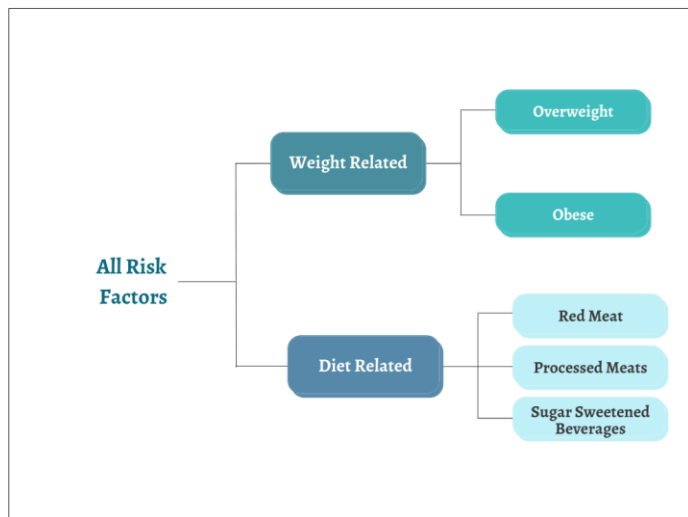 All Risk
Factors
Weight Related
Overweight
Obese
Diet Related
Red Meat
Processed Meats
Sugar Sweetened
Beverages